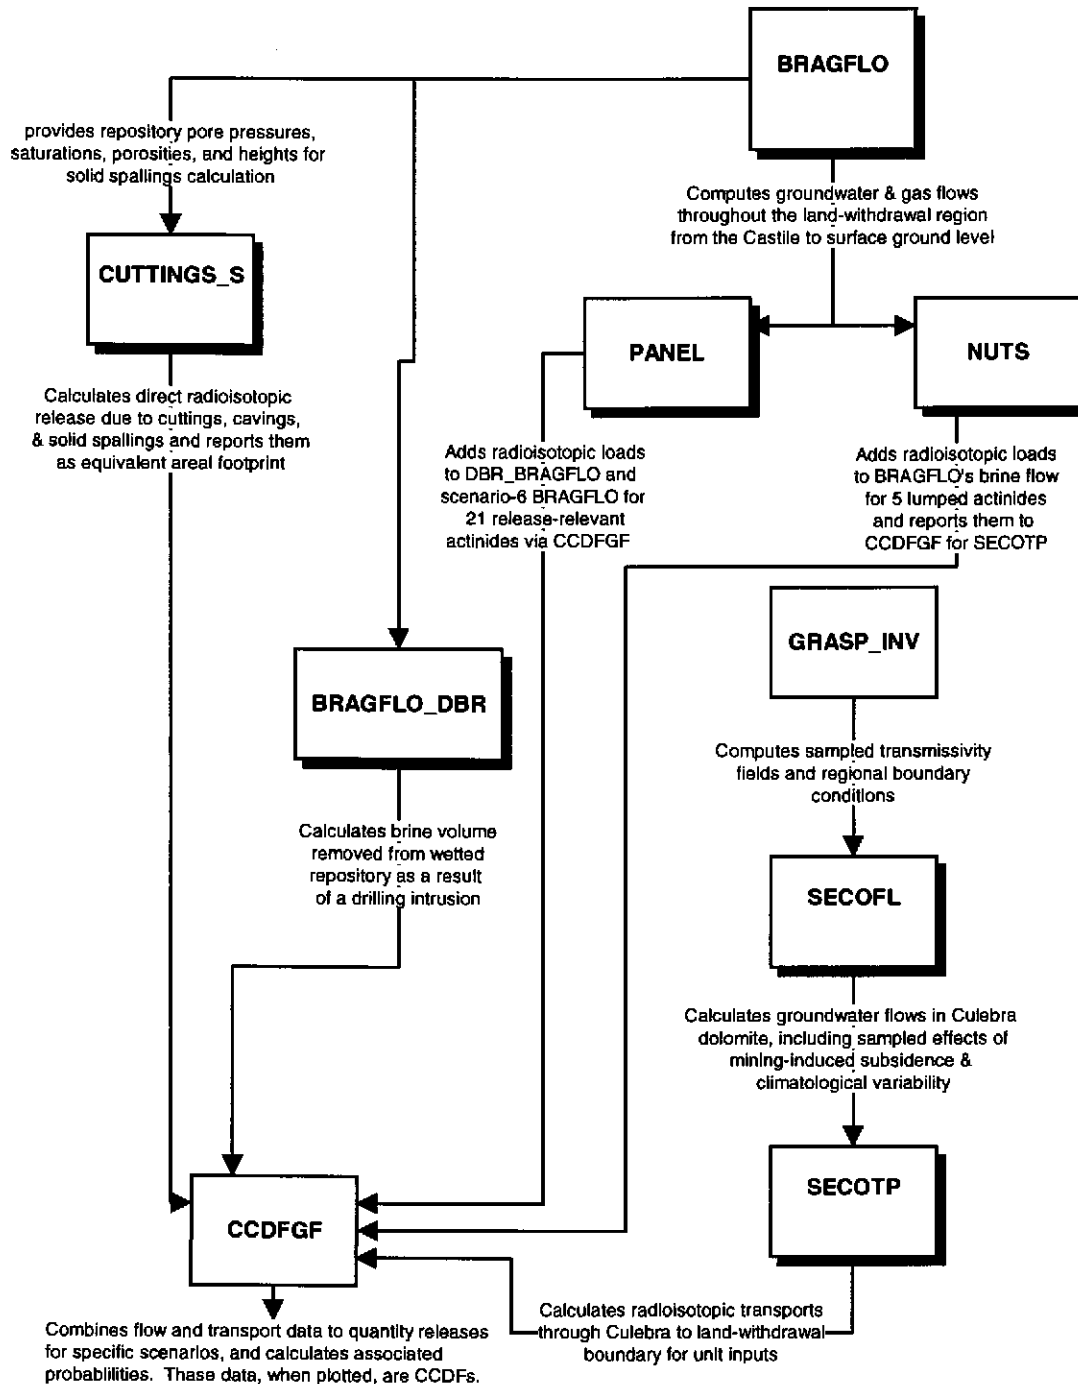 BRAGFLO
provides repository pore pressures,
saturations, porosities, and heights for
solid spallings calculation
Computes groundwater & gas flows
throughout the land-withdrawal region
from the Castile to surface ground level
CUTTINGS_S
PANEL
NUTS
Calculates direct radioisotopic
release due to cuttings, cavings,
& solid spallings and reports them
as equivalent areal footprint
Adds radioisotopic loads
to DBR_BRAGFLO and
scenario-6 BRAGFLO for
21 release-relevant
actinides via CCDFGF
Adds radioisotopic loads
to BRAGFLO's brine flow
for 5 lumped actinides
and reports them to
CCDFGF for SECOTP
GRASP_INV
BRAGFLO_DBR
Computes sampled transmissivity
fields and regional boundary
conditions
Calculates brine volume
removed from wetted
repository as a result
of a drilling intrusion
SECOFL
Calculates groundwater flows in Culebra
dolomite, including sampled effects of
mining-induced subsidence &
climatological variability
SECOTP
CCDFGF
Calculates radioisotopic transports
through Culebra to land-withdrawal
boundary for unit inputs
Combines flow and transport data to quantity releases
for specific scenarios, and calculates associated
probablilities. Thase data, when plotted, are CCDFs.